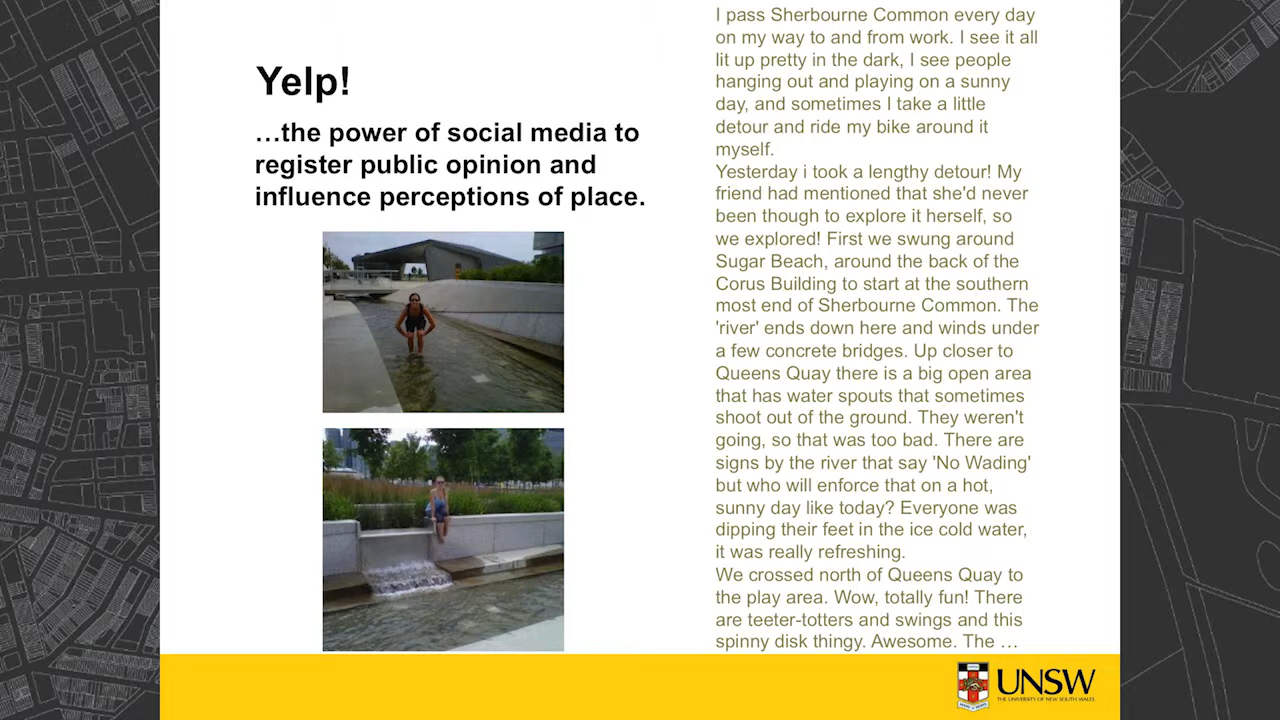 Yelp!
…the power of social media to
register public opinion and
influence perceptions of place.
I pass Sherbourne Common every day
on my way to and from work. I see it all
lit up pretty in the dark, I see people
hanging out and playing on a sunny
day, and sometimes I take a little
detour and ride my bike around it
myself.
Yesterday i took a lengthy detour! My
friend had mentioned that she'd never
been though to explore it herself, so
we explored! First we swung around
Sugar Beach, around the back of the
Corus Building to start at the southern
most end of Sherbourne Common. The
'river' ends down here and winds under
a few concrete bridges. Up closer to
Queens Quay there is a big open area
that has water spouts that sometimes
shoot out of the ground. They weren't
going, so that was too bad. There are
signs by the river that say 'No Wading'
but who will enforce that on a hot,
sunny day like today? Everyone was
dipping their feet in the ice cold water,
it was really refreshing.
We crossed north of Queens Quay to
the play area. Wow, totally fun! There
are teeter-totters and swings and this
spinny disk thingy. Awesome. The …
UNSW
THE UNIVERSITY OF NEW SOUTH WALES